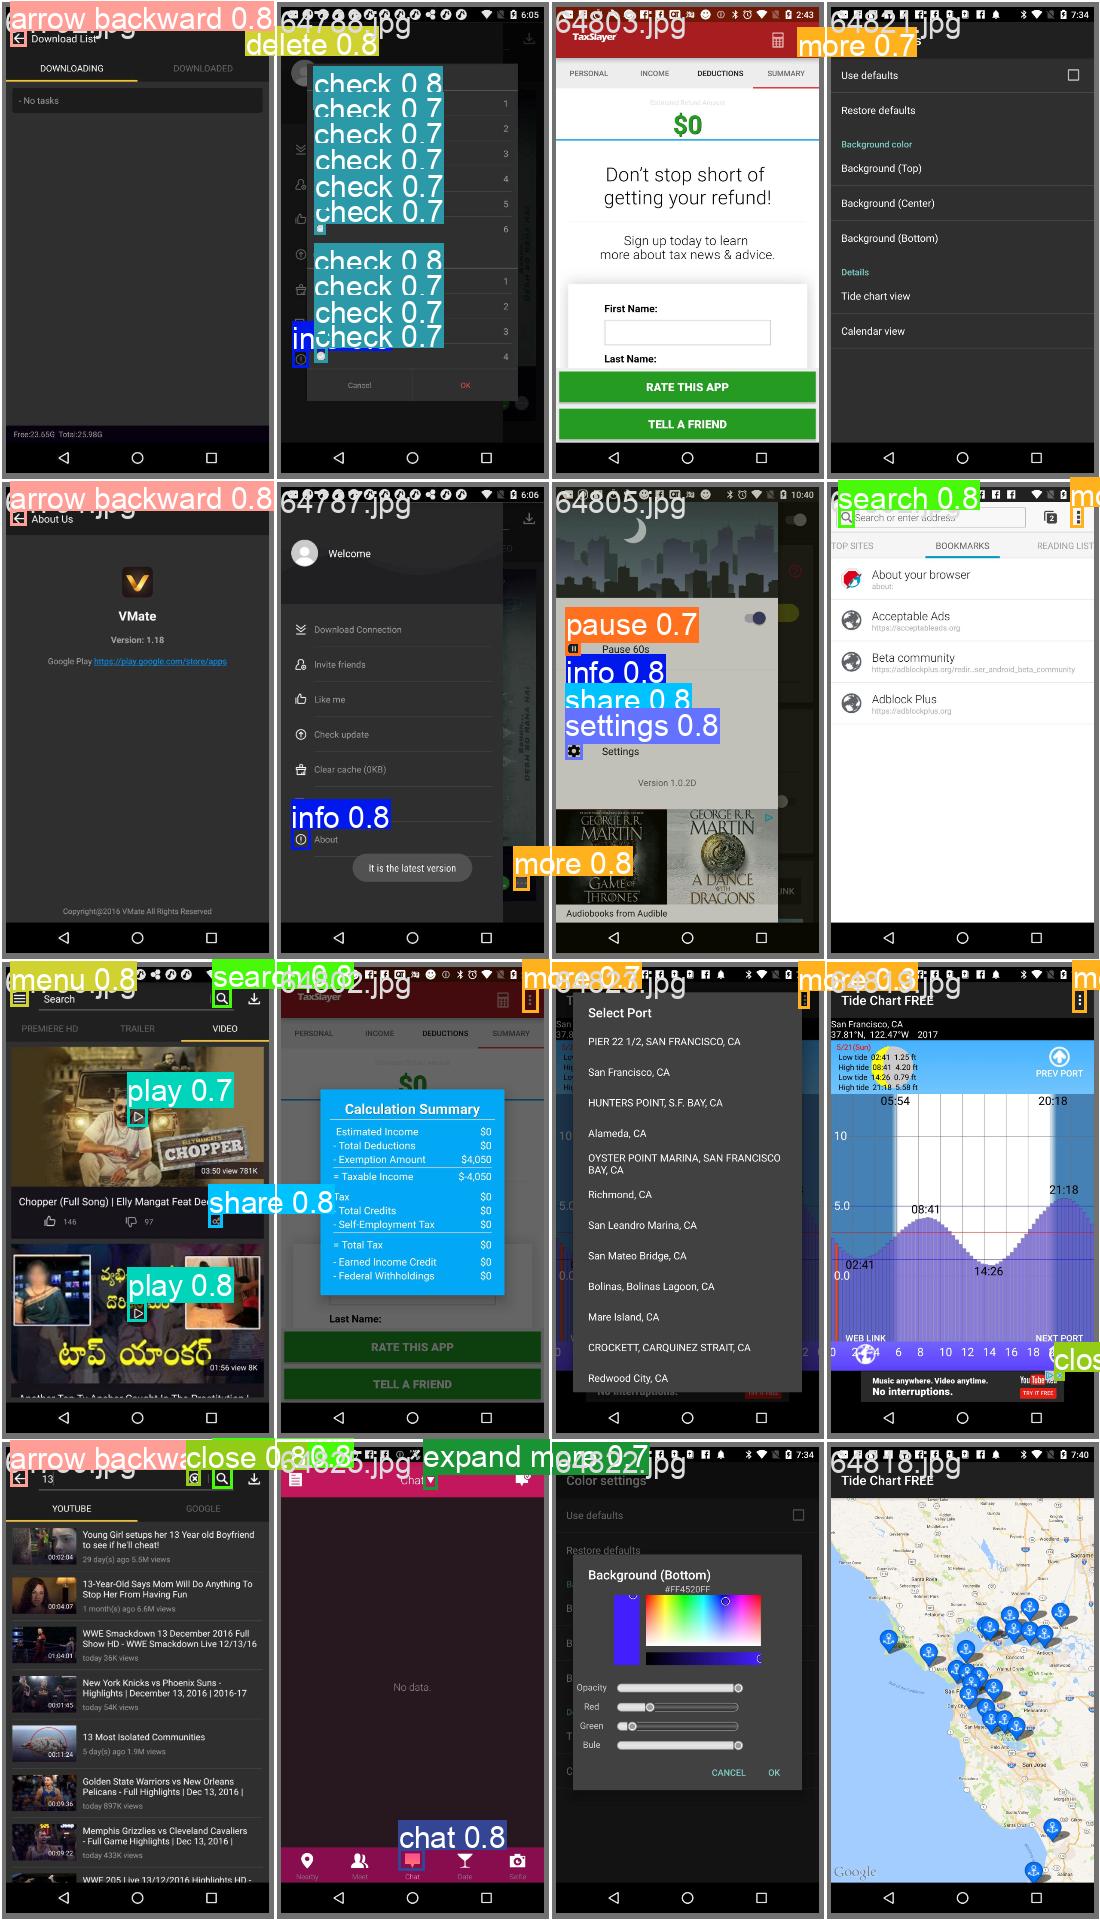 arrow backward 0.8
Download List
DOWNLOADING
DOWNLOADED
- No tasks
Free:23.65G Total:25.98G
64788.jpg
6:05
delete 0.8
check 0.8
check 0.7
check 0.7
check 0.7
check 0.7
check 0.7
1
2
3
4
5
6
check 0.8
check 0.7
check 0.7
check 0.7
1
2
3
4
Cancel
OK
64803.jpg
2:43
TaxSlayer
more 0.7
PERSONAL
INCOME
DEDUCTIONS
SUMMARY
Estimated Refund Amount
$0
Don't stop short of
getting your refund!
Sign up today to learn
more about tax news & advice.
First Name:
Last Name:
RATE THIS APP
TELL A FRIEND
64821.jpg
7:34
Use defaults
Restore defaults
Background color
Background (Top)
Background (Center)
Background (Bottom)
Details
Tide chart view
Calendar view
arrow backward 0.8
About Us
VMate
Version: 1.18
Google Play https://play.google.com/store/apps
Copyright@2016 VMate All Rights Reserved
64787.jpg
6:06
Welcome
Download Connection
Invite friends
Like me
Check update
Clear cache (0KB)
info 0.8
About
It is the latest version
more 0.8
64805.jpg
10:40
pause 0.7
Pause 60s
info 0.8
share 0.8
settings 0.8
Settings
Version 1.0.2D
GEORGE R.R.
MARTIN
GAME OF
THRONES
GEORGE R.R.
MARTIN
A DANCE
WITH
DRAGONS
Audiobooks from Audible
search 0.8
Search or enter address
2
TOP SITES
BOOKMARKS
READING LIST
About your browser
about:
Acceptable Ads
https://acceptableads.org
Beta community
https://adblockplus.org/redir...ser_android_beta_community
Adblock Plus
https://adblockplus.org
menu 0.8
search 0.8
Search
PREMIERE HD
TRAILER
VIDEO
play 0.7
CHOPPER
03:50 view 781K
Chopper (Full Song) | Elly Mangat Feat
146
97
share 0.8
play 0.8
టాప్ యాంకర్
01:56 view 8K
64802.jpg
more 0.7
TaxSlayer
PERSONAL
INCOME
DEDUCTIONS
SUMMARY
$0
Calculation Summary
Estimated Income $0
- Total Deductions $0
- Exemption Amount $4,050
= Taxable Income $-4,050
Tax $0
Total Credits $0
- Self-Employment Tax $0
= Total Tax $0
- Earned Income Credit $0
- Federal Withholdings $0
Last Name:
RATE THIS APP
TELL A FRIEND
Select Port
PIER 22 1/2, SAN FRANCISCO, CA
San Francisco, CA
HUNTERS POINT, S.F. BAY, CA
Alameda, CA
OYSTER POINT MARINA, SAN FRANCISCO
BAY, CA
Richmond, CA
San Leandro Marina, CA
San Mateo Bridge, CA
Bolinas, Bolinas Lagoon, CA
Mare Island, CA
CROCKETT, CARQUINEZ STRAIT, CA
Redwood City, CA
Tide Chart FREE
San Francisco, CA
37.81°N, 122.47°W 2017
5/21(Sun)
Low tide 02:41 1.25 ft
High tide 08:41 4.20 ft
Low tide 14:26 0.79 ft
High tide 21:18 5.58 ft
PREV PORT
05:54
20:18
10
5.0
0.0
02:41
08:41
14:26
21:18
WEB LINK
NEXT PORT
6 8 10 12 14 16 18
Music anywhere. Video anytime.
No interruptions.
YouTube Red
TRY IT FREE
13
YOUTUBE
GOOGLE
Young Girl setups her 13 Year old Boyfriend
to see if he'll cheat!
00:02:04
29 day(s) ago 5.5M views
13-Year-Old Says Mom Will Do Anything To
Stop Her From Having Fun
00:04:07
1 month(s) ago 6.6M views
WWE Smackdown 13 December 2016 Full
Show HD - WWE Smackdown Live 12/13/16
01:04:01
today 36K views
New York Knicks vs Phoenix Suns -
Highlights | December 13, 2016 | 2016-17
00:01:45
today 54K views
13 Most Isolated Communities
00:11:24
5 day(s) ago 1.9M views
Golden State Warriors vs New Orleans
Pelicans - Full Highlights | Dec 13, 2016 |
00:09:36
today 897K views
Memphis Grizzlies vs Cleveland Cavaliers
- Full Game Highlights | Dec 13, 2016 |
00:09:22
today 433K views
WWE 205 Live 13/12/2016 Highlights HD -
expand more 0.7
No data.
chat 0.8
Nearby
Meet
Chat
Date
Selfie
64822.jpg
7:34
Color settings
Use defaults
Restore defaults
Background (Bottom)
#FF4520FF
Opacity
Red
Green
Bule
CANCEL
OK
64818.jpg
7:40
Tide Chart FREE
Google